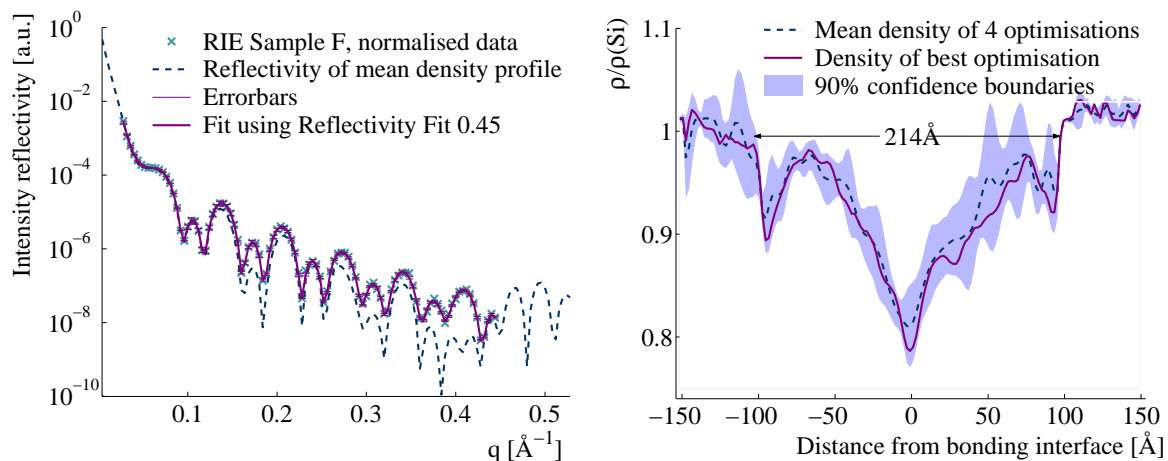 10^0
10^−2
10^−4
10^−6
10^−8
10^−10
Intensity reflectivity [a.u.]
RIE Sample F, normalised data
Reflectivity of mean density profile
Errorbars
Fit using Reflectivity Fit 0.45
0.1 0.2 0.3 0.4 0.5
q [Å^−1]
1.1
1
0.9
0.8
ρ/ρ(Si)
Mean density of 4 optimisations
Density of best optimisation
90% confidence boundaries
214Å
−150 −100 −50 0 50 100 150
Distance from bonding interface [Å]